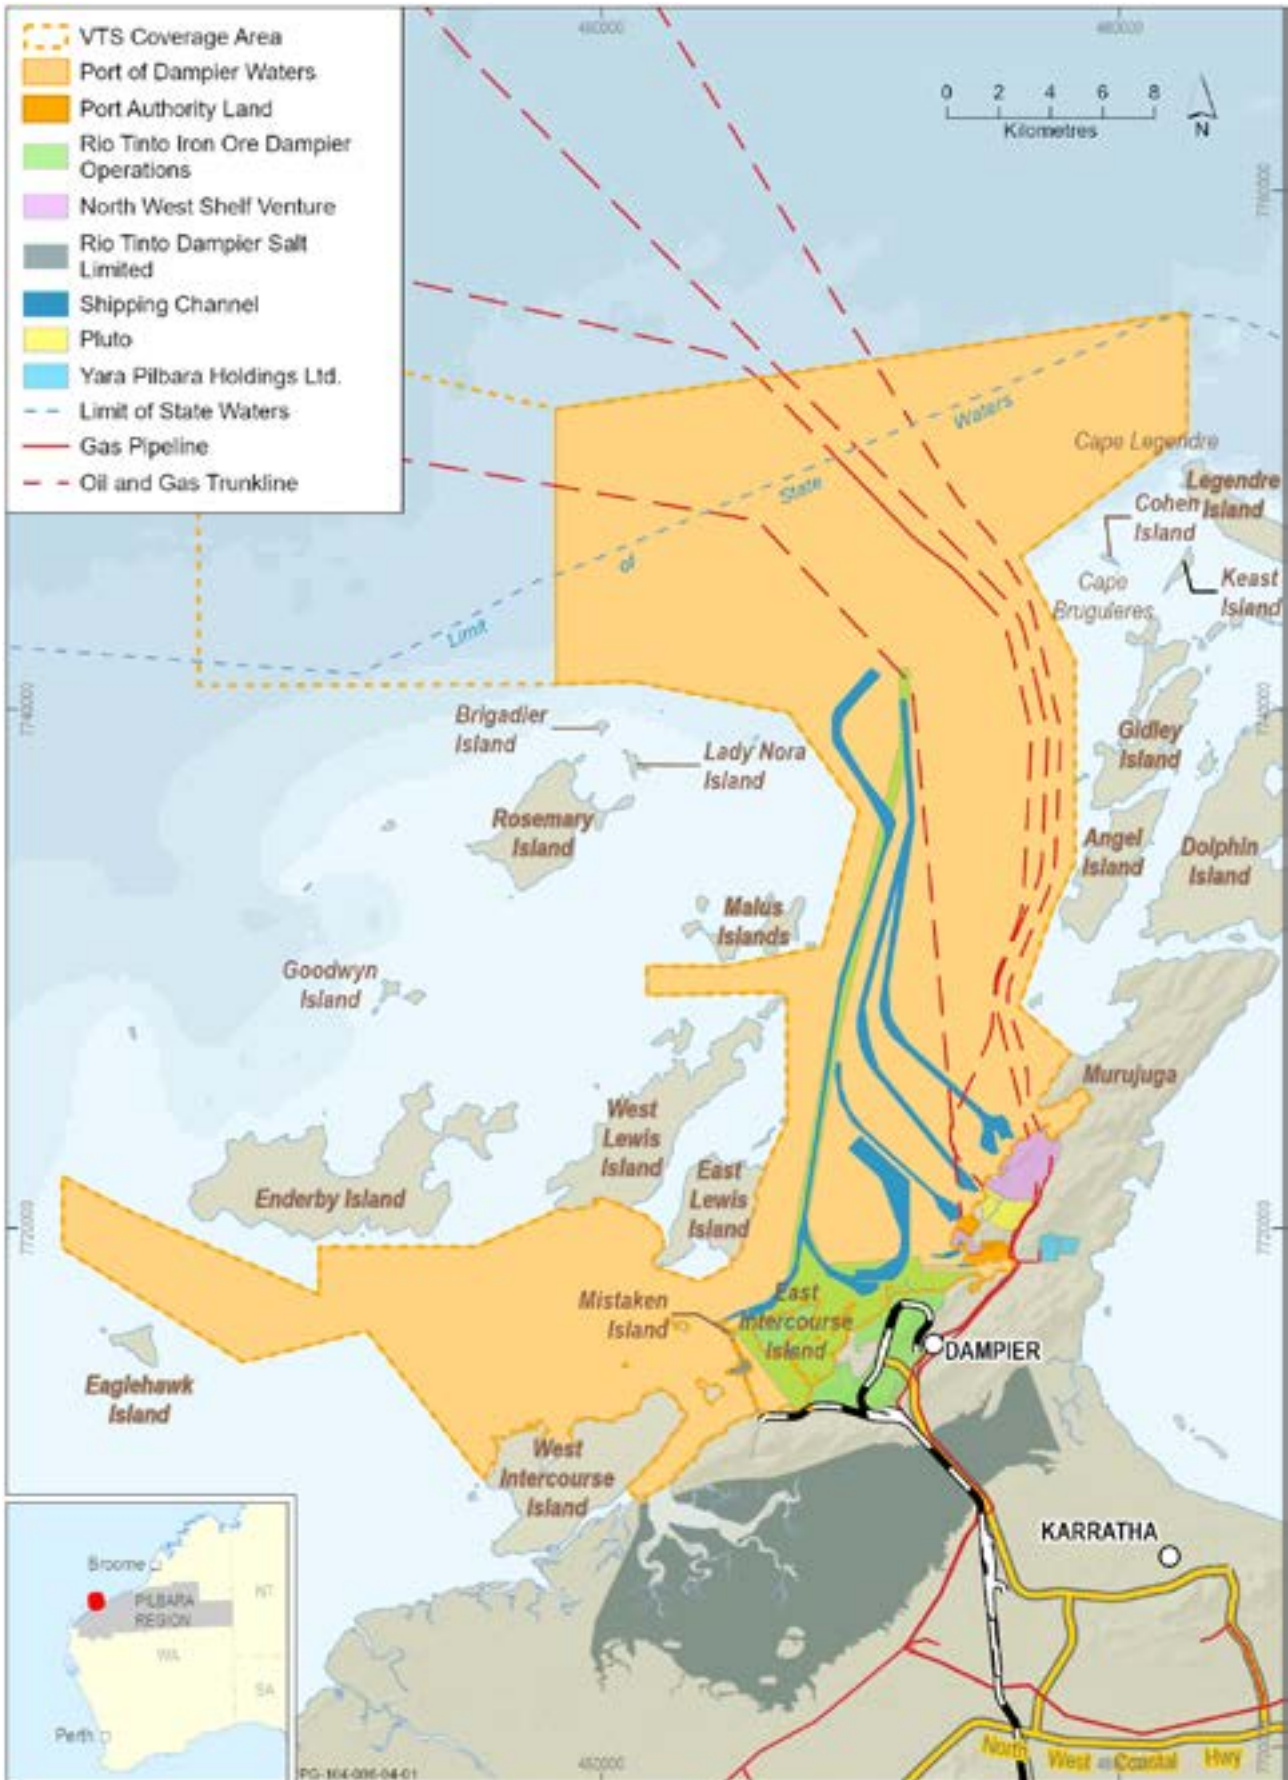 VTS Coverage Area
Port of Dampier Waters
Port Authority Land
Rio Tinto Iron Ore Dampier
Operations
North West Shelf Venture
Rio Tinto Dampier Salt
Limited
Shipping Channel
Pluto
Yara Pilbara Holdings Ltd.
Limit of State Waters
Gas Pipeline
Oil and Gas Trunkline
0 2 4 6 8
Kilometres
N
Limit
of
State
Waters
Cape Legendre
Legendre
Island
Cohen
Island
Keast
Island
Cape
Bruguieres
7740000
Brigadier
Island
Lady Nora
Island
Gidley
Island
Rosemary
Island
Angel
Island
Dolphin
Island
Malus
Islands
Goodwyn
Island
Murujuga
West
Lewis
Island
East
Lewis
Island
Enderby Island
7720000
7720000
Mistaken
Island
East
Intercourse
Island
DAMPIER
Eaglehawk
Island
West
Intercourse
Island
KARRATHA
North West Coastal Hwy
Broome
PILBARA
REGION
NT
WA
SA
Perth